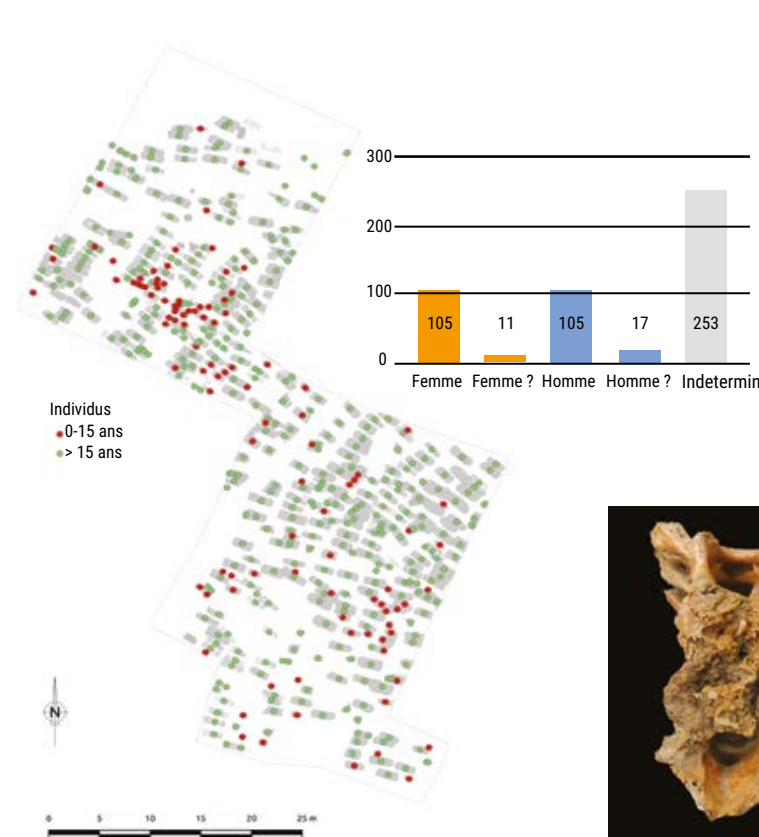 300
200
100
0
105
11
105
17
253
Femme Femme ? Homme Homme ? Indetermin
Individus
0-15 ans
> 15 ans
N
0 5 10 15 20 25 m